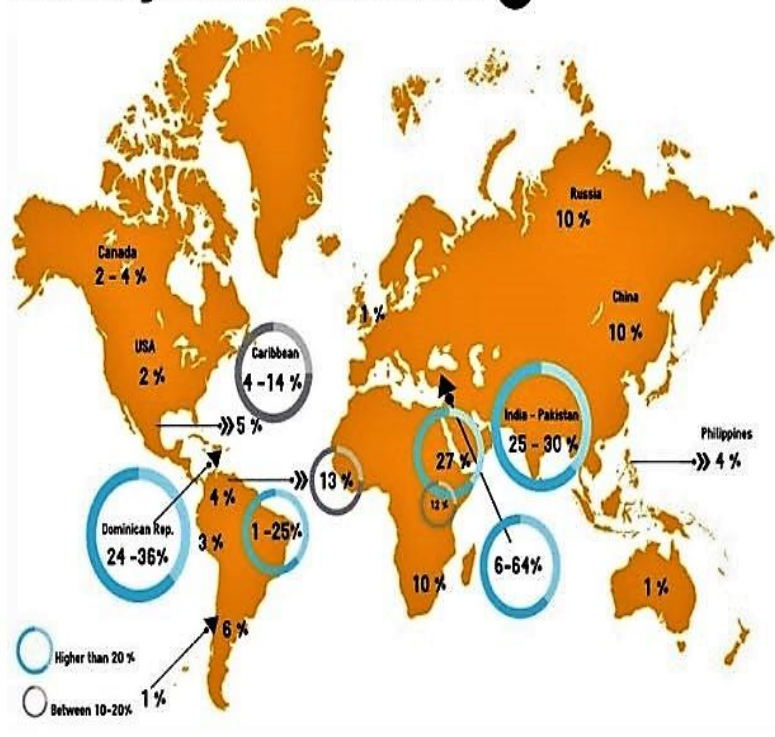 Russia
10 %
Canada
2 - 4 %
China
10 %
1 %
USA
2 %
Caribbean
4 -14 %
India - Pakistan
25 - 30 %
5 %
Philippines
4 %
27 %
13 %
12 %
4 %
Dominican Rep.
24 -36%
1 -25%
3 %
6-64%
10 %
1 %
6 %
Higher than 20 %
1 %
Between 10-20%